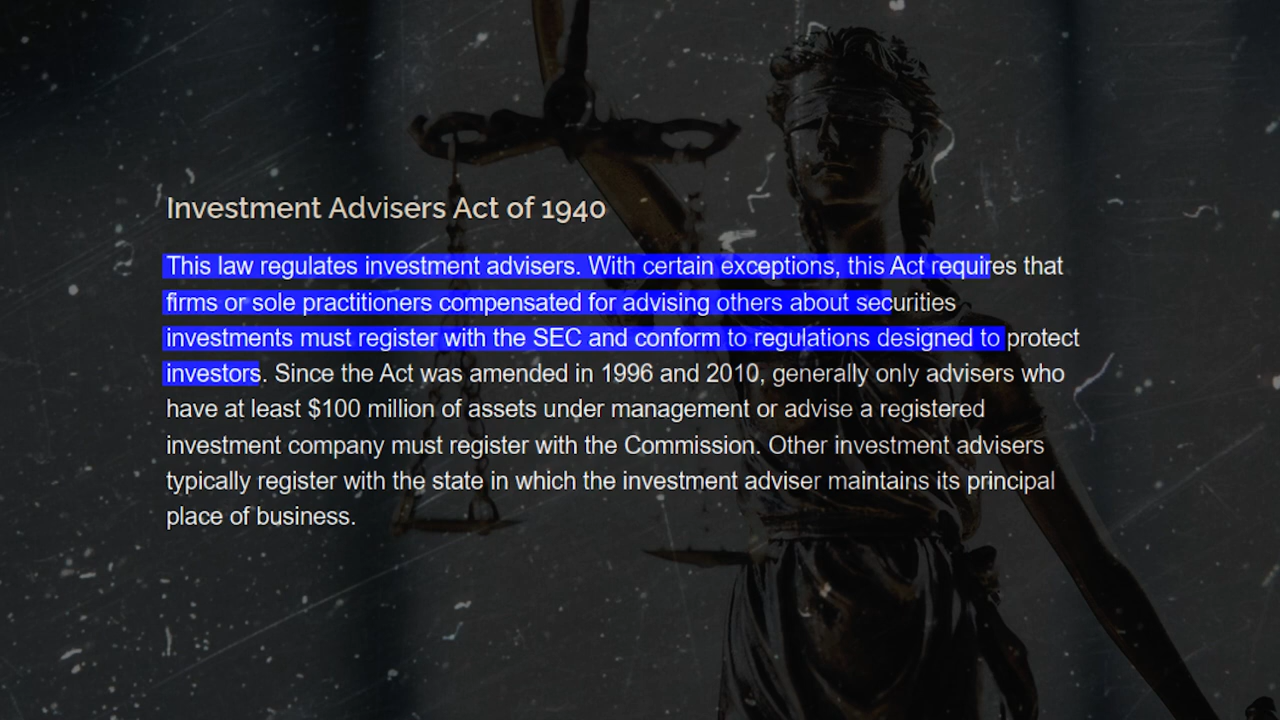 Investment Advisers Act of 1940
This law regulates investment advisers. With certain exceptions, this Act requires that
firms or sole practitioners compensated for advising others about securities
investments must register with the SEC and conform to regulations designed to protect
investors. Since the Act was amended in 1996 and 2010, generally only advisers who
have at least $100 million of assets under management or advise a registered
investment company must register with the Commission. Other investment advisers
typically register with the state in which the investment adviser maintains its principal
place of business.